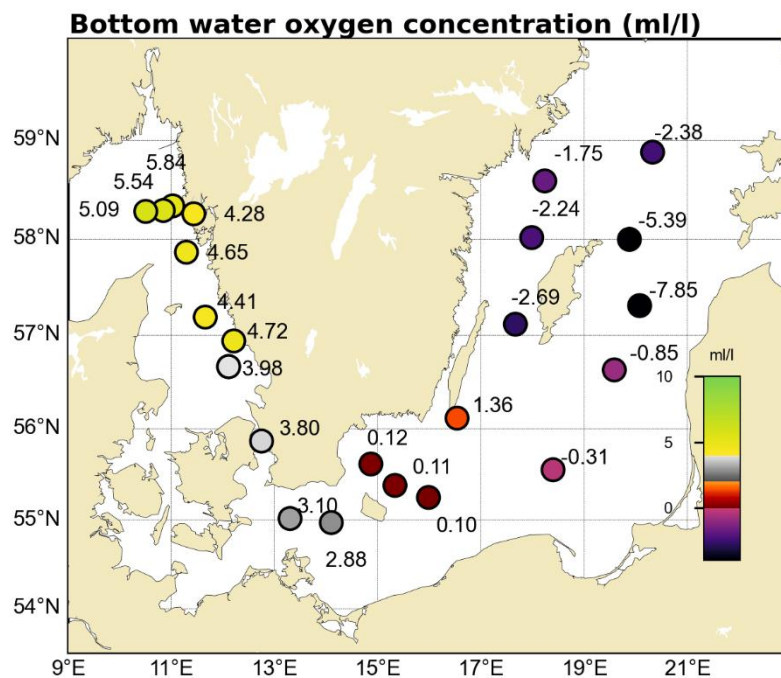 Bottom water oxygen concentration (ml/l)
59°N
58°N
57°N
56°N
55°N
54°N
9°E
11°E
13°E
15°E
17°E
19°E
21°E
5.84
5.54
5.09
4.28
4.65
4.41
4.72
3.98
3.80
3.10
2.88
0.12
0.11
0.10
1.36
-2.38
-1.75
-2.24
-5.39
-7.85
-2.69
-0.85
-0.31
ml/l
10
5
0